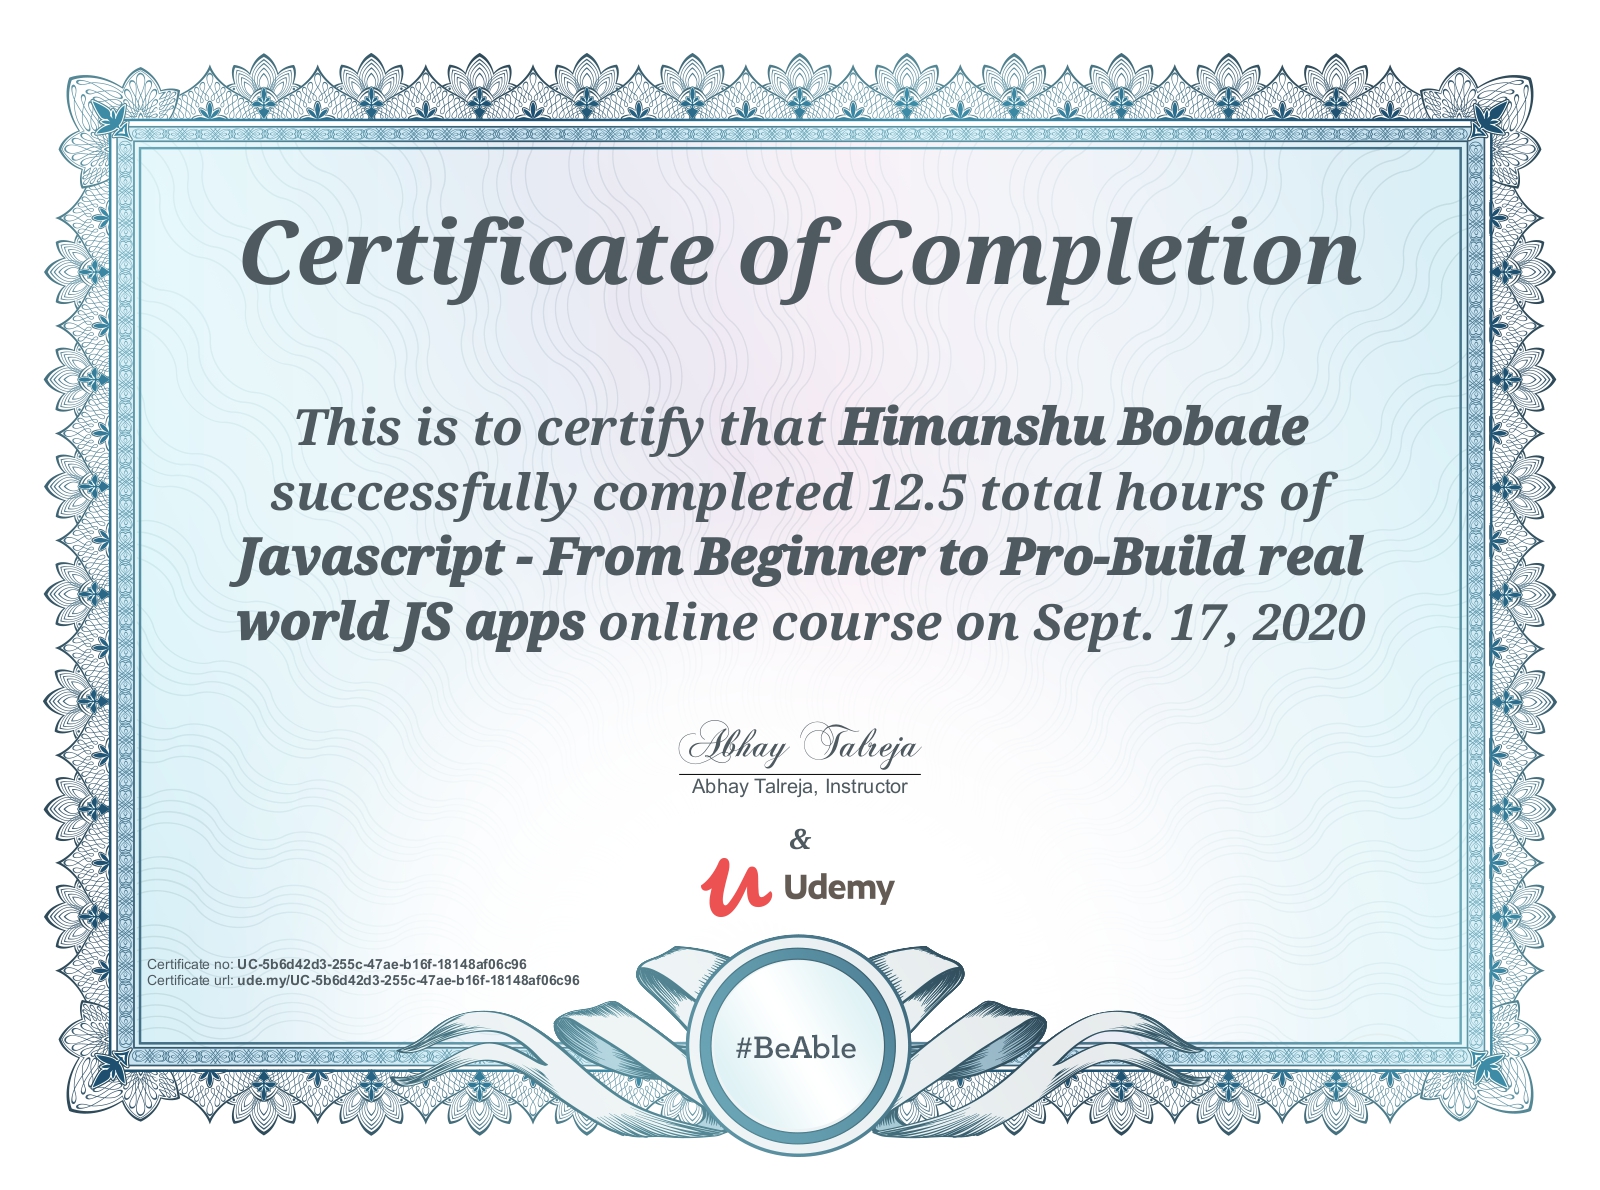 Certificate of Completion
This is to certify that Himanshu Bobade
successfully completed 12.5 total hours of
Javascript - From Beginner to Pro-Build real
world JS apps online course on Sept. 17, 2020
Abhay Talreja
Abhay Talreja, Instructor
&
Udemy
Certificate no: UC-5b6d42d3-255c-47ae-b16f-18148af06c96
Certificate url: ude.my/UC-5b6d42d3-255c-47ae-b16f-18148af06c96
#BeAble